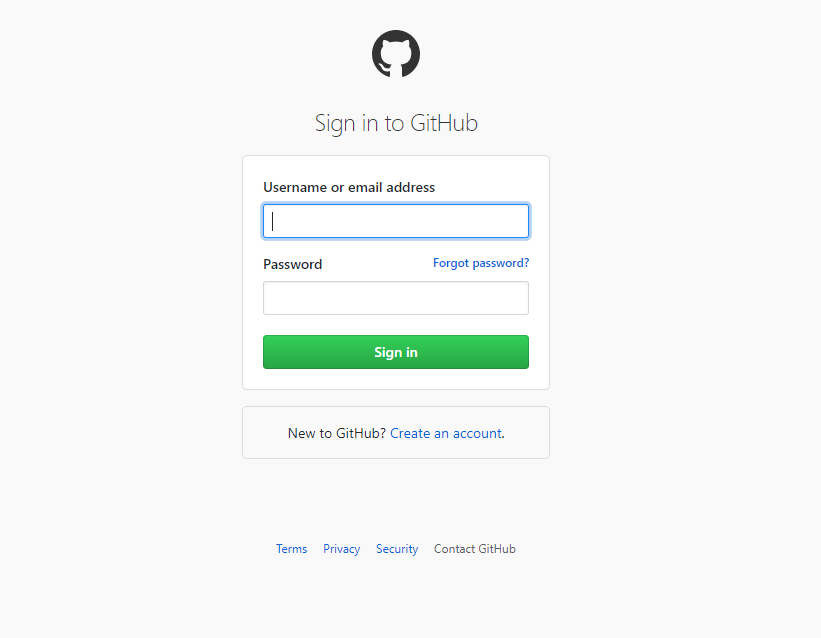 Sign in to GitHub
Username or email address
Password Forgot password?
Sign in
New to GitHub? Create an account.
Terms Privacy Security Contact GitHub